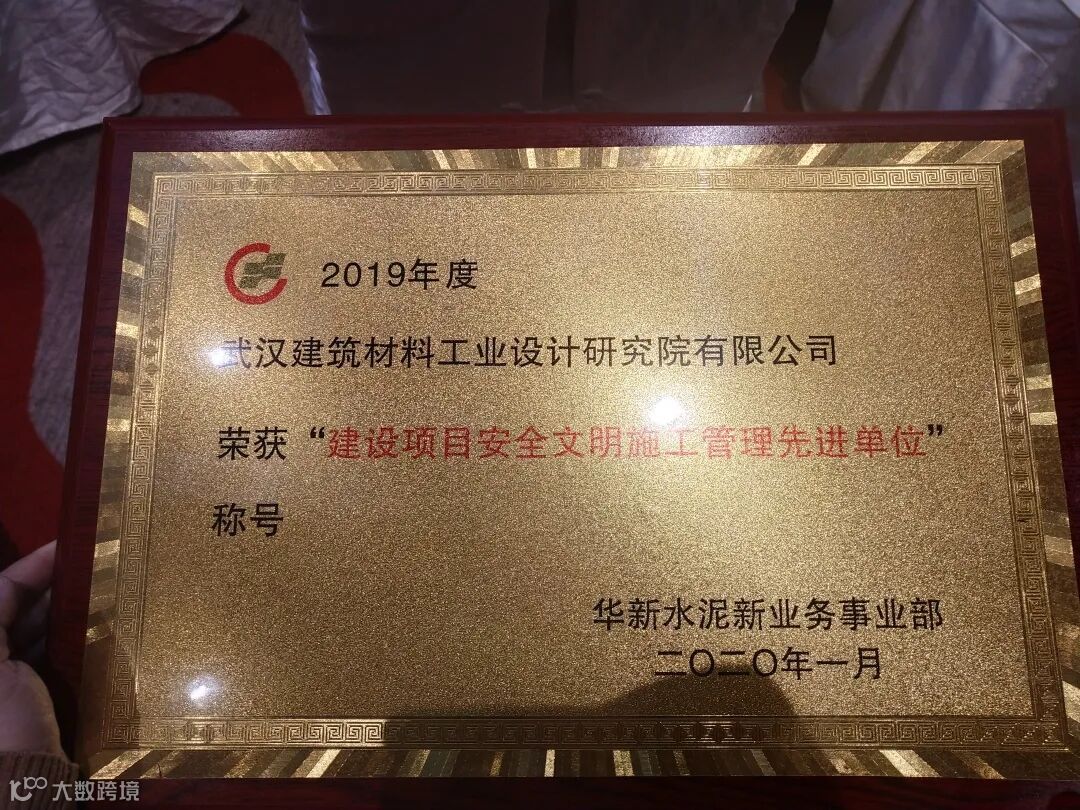 2019年度
武汉建筑材料工业设计研究院有限公司
荣获“建设项目安全文明施工管理先进单位”
称号
华新水泥新业务事业部
二〇二〇年一月
大数跨境